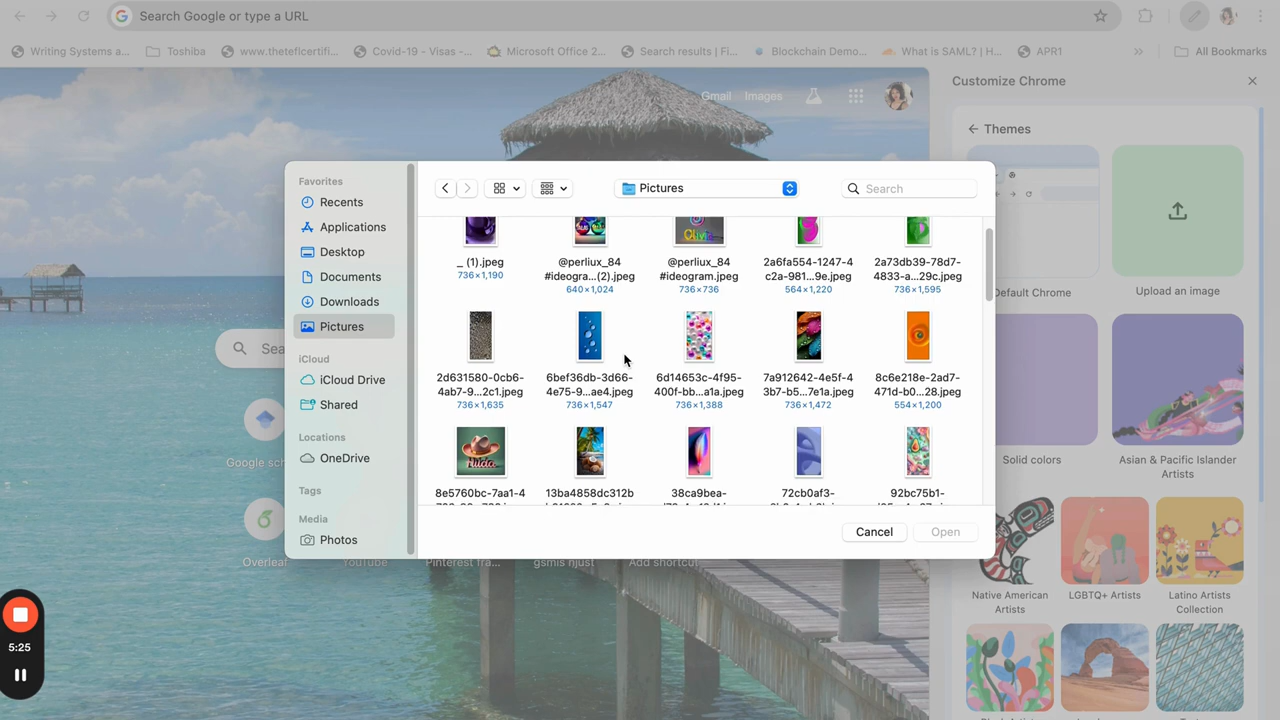 Search Google or type a URL
Writing Systems a...
Toshiba
www.theteflcertifi...
Covid-19 - Visas -...
Microsoft Office 2...
Search results | Fi...
Blockchain Demo...
What is SAML? | H...
APR1
All Bookmarks
Gmail
Images
Customize Chrome
Themes
Default Chrome
Upload an image
Solid colors
Asian & Pacific Islander
Artists
Native American
Artists
LGBTQ+ Artists
Latino Artists
Collection
Favorites
Recents
Applications
Desktop
Documents
Downloads
Pictures
iCloud
iCloud Drive
Shared
Locations
OneDrive
Tags
Media
Photos
Pictures
Search
_ (1).jpeg
736×1,190
@perliux_84
#ideogra...(2).jpeg
640×1,024
@perliux_84
#ideogram.jpeg
736×736
2a6fa554-1247-4
c2a-981...9e.jpeg
564×1,220
2a73db39-78d7-
4833-a...29c.jpeg
736×1,595
2d631580-0cb6-
4ab7-9...2c1.jpeg
736×1,635
6bef36db-3d66-
4e75-9...ae4.jpeg
736×1,547
6d14653c-4f95-
400f-bb...a1a.jpeg
736×1,388
7a912642-4e5f-4
3b7-b5...7e1a.jpeg
736×1,472
8c6e218e-2ad7-
471d-b0...28.jpeg
554×1,200
8e5760bc-7aa1-4
13ba4858dc312b
38ca9bea-
72cb0af3-
92bc75b1-
Cancel
Open
Sea
Google sch
Overleaf
YouTube
Pinterest fra...
gsmis njust
Add shortcut
5:25